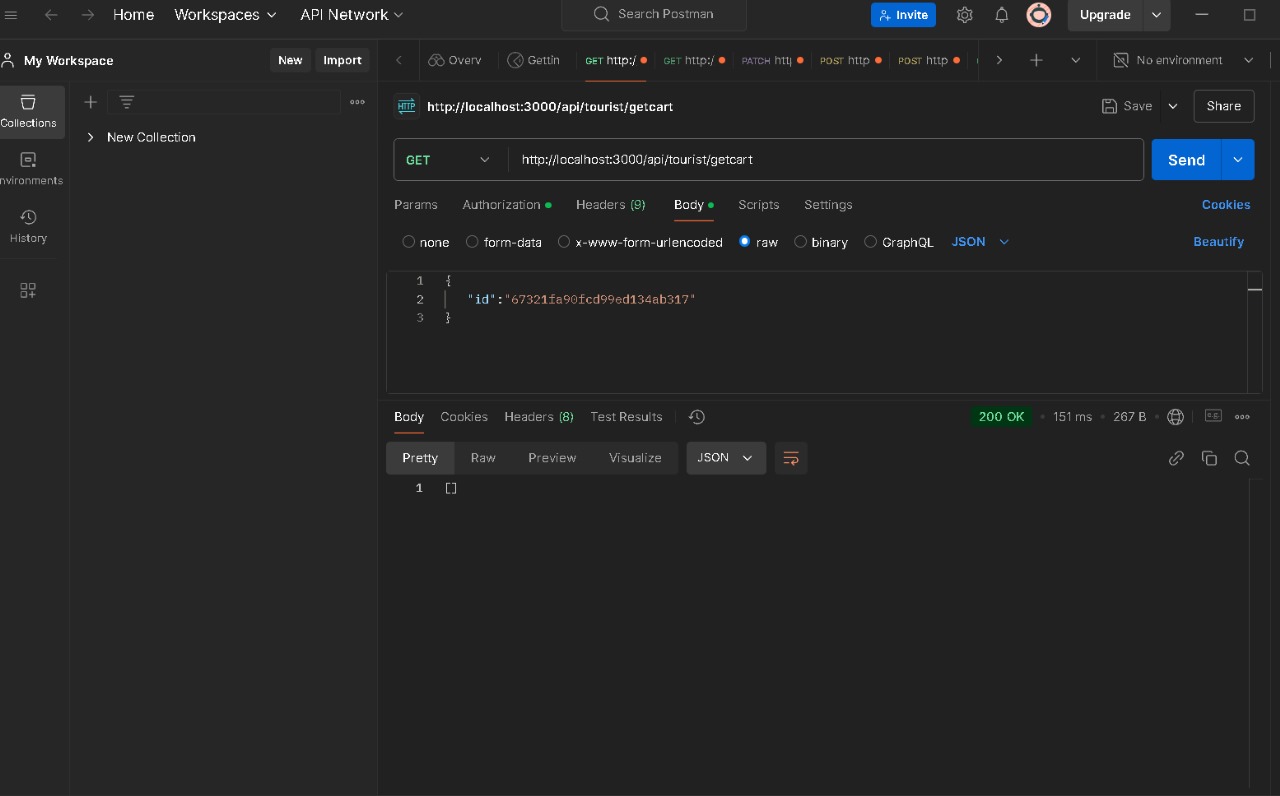 Home Workspaces API Network Search Postman Invite Upgrade
My Workspace New Import Overv Gettin GET http:/ GET http:/ PATCH htt POST http POST http No environment
Collections
New Collection
nvironments
History
HTTP http://localhost:3000/api/tourist/getcart Save Share
GET http://localhost:3000/api/tourist/getcart Send
Params Authorization Headers (9) Body Scripts Settings Cookies
none form-data x-www-form-urlencoded raw binary GraphQL JSON Beautify
1 {
2 "id":"67321fa90fcd99ed134ab317"
3 }
Body Cookies Headers (8) Test Results 200 OK 151 ms 267 B
Pretty Raw Preview Visualize JSON
1 []